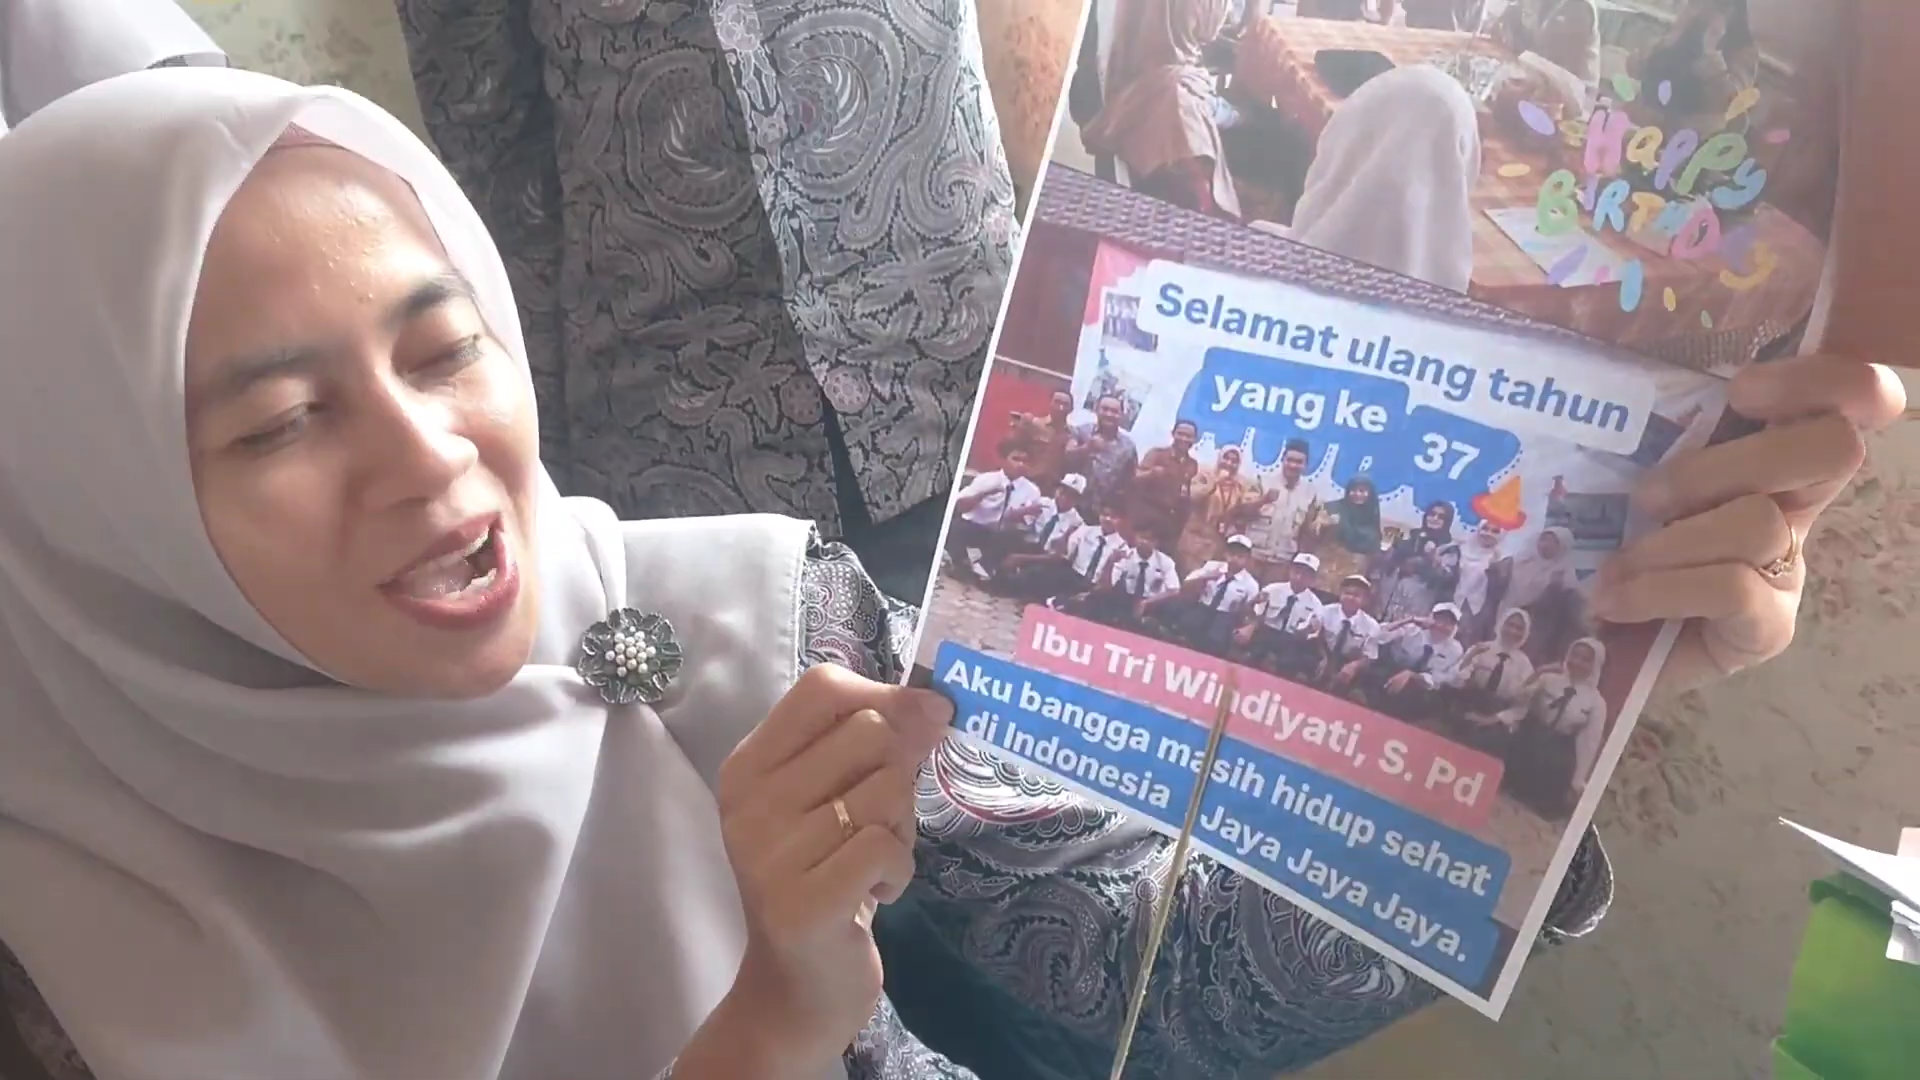 Happy
BiRTHDAY
Selamat ulang tahun
yang ke 37
Ibu Tri Windiyati, S. Pd
Aku bangga masih hidup sehat
di Indonesia Jaya Jaya Jaya.